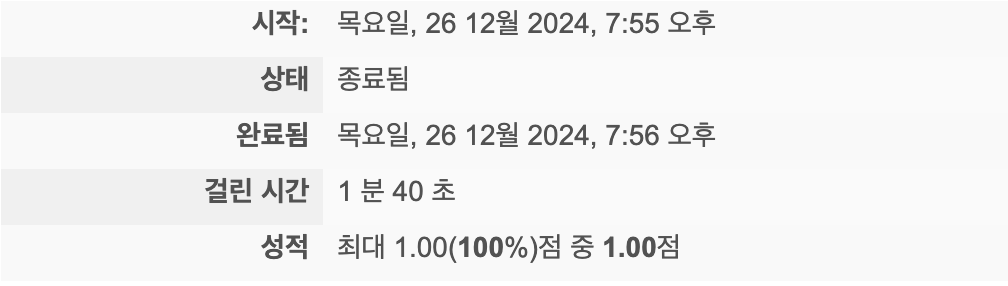 시작: 목요일, 26 12월 2024, 7:55 오후
상태 종료됨
완료됨 목요일, 26 12월 2024, 7:56 오후
걸린 시간 1 분 40 초
성적 최대 1.00(100%)점 중 1.00점